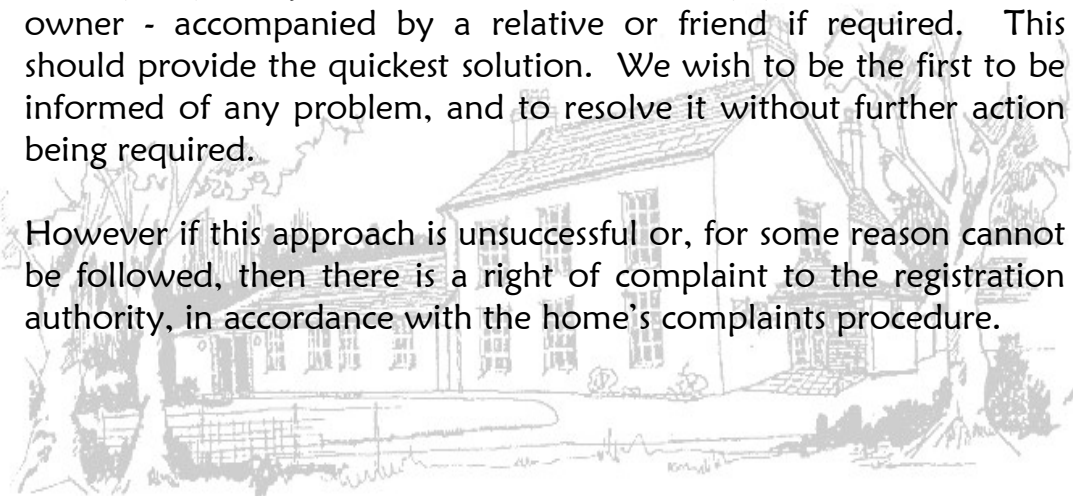 owner - accompanied by a relative or friend if required. This
should provide the quickest solution. We wish to be the first to be
informed of any problem, and to resolve it without further action
being required.
However if this approach is unsuccessful or, for some reason cannot
be followed, then there is a right of complaint to the registration
authority, in accordance with the home’s complaints procedure.